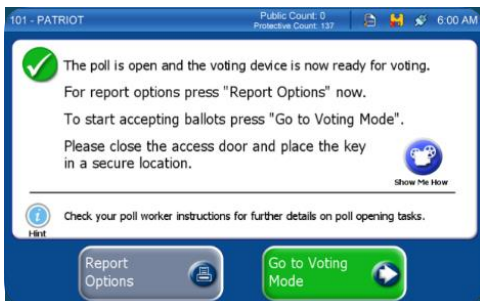 101 - PATRIOT
Public Count: 0
Protective Count: 137
6:00 AM
The poll is open and the voting device is now ready for voting.
For report options press "Report Options" now.
To start accepting ballots press "Go to Voting Mode".
Please close the access door and place the key
in a secure location.
Show Me How
Hint
Check your poll worker instructions for further details on poll opening tasks.
Report
Options
Go to Voting
Mode